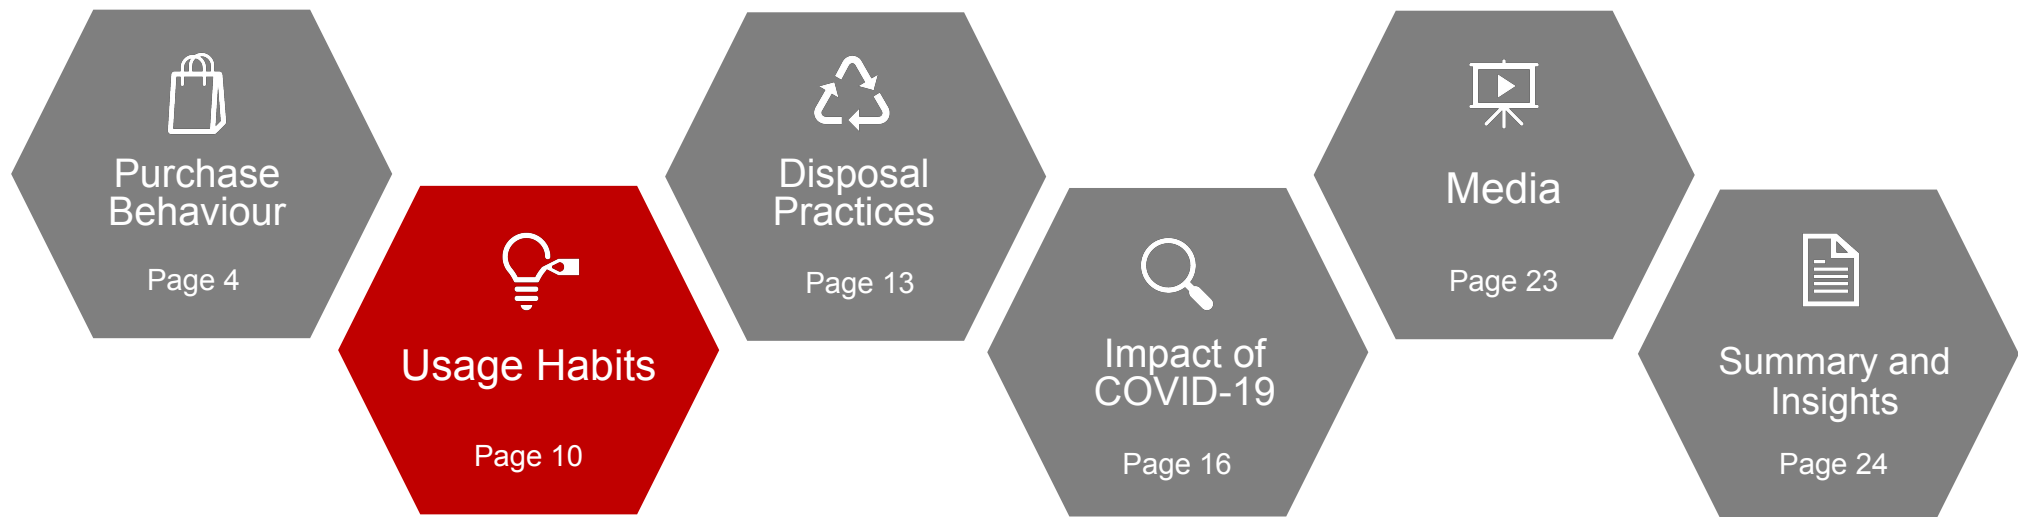 Purchase
Behaviour
Page 4
Usage Habits
Page 10
Disposal
Practices
Page 13
Impact of
COVID-19
Page 16
Media
Page 23
Summary and
Insights
Page 24